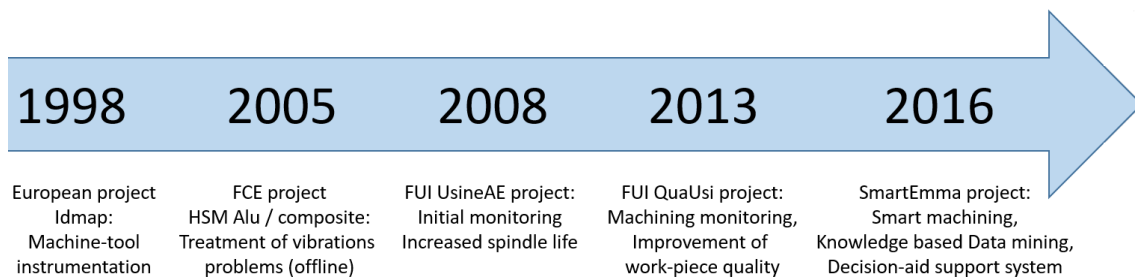 1998
2005
2008
2013
2016
European project
Idmap:
Machine-tool
instrumentation
FCE project
HSM Alu / composite:
Treatment of vibrations
problems (offline)
FUI UsineAE project:
Initial monitoring
Increased spindle life
FUI QuaUsi project:
Machining monitoring,
Improvement of
work-piece quality
SmartEmma project:
Smart machining,
Knowledge based Data mining,
Decision-aid support system